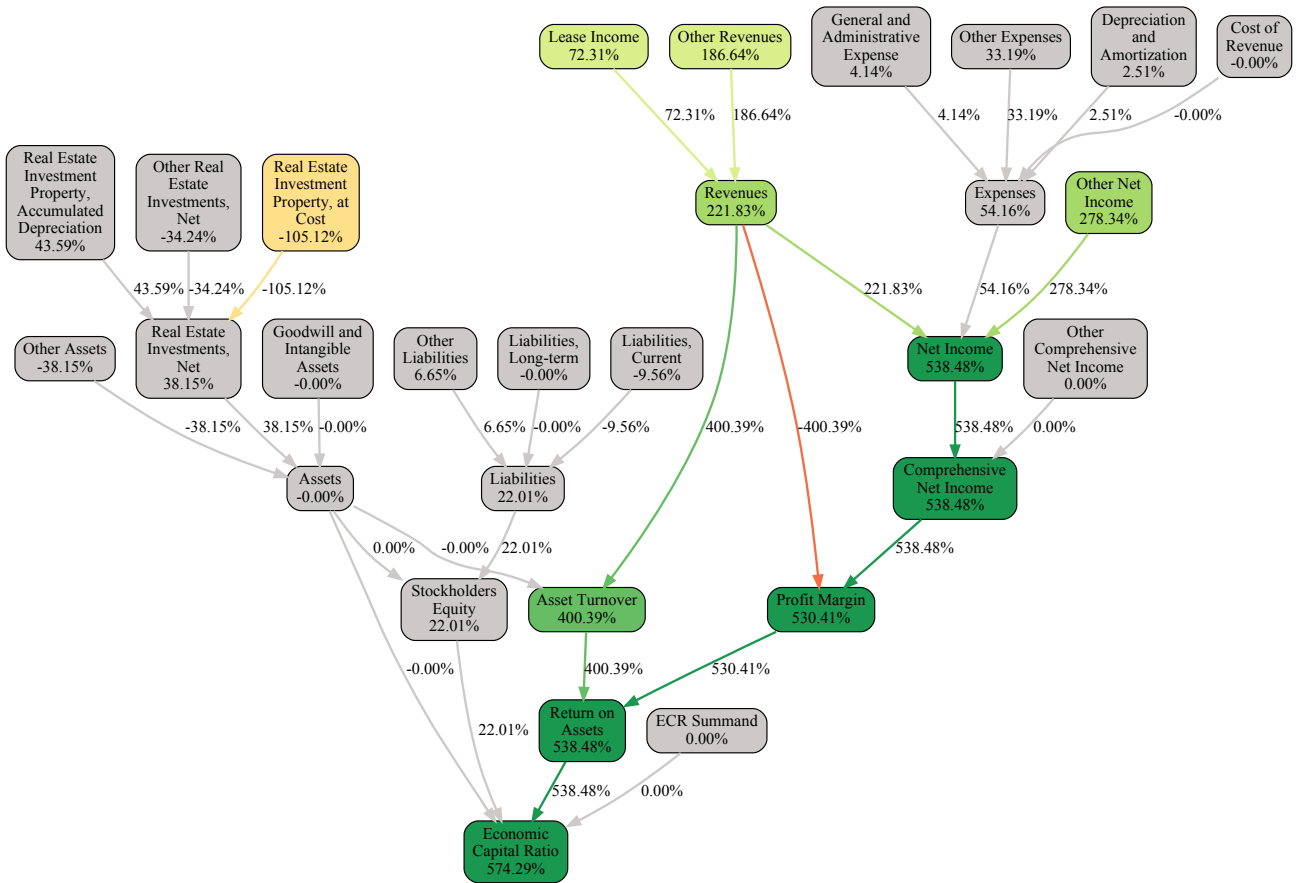 Lease Income
72.31%
Other Revenues
186.64%
General and
Administrative
Expense
4.14%
Other Expenses
33.19%
Depreciation
and
Amortization
2.51%
Cost of
Revenue
-0.00%
72.31%
186.64%
4.14%
33.19%
2.51%
-0.00%
Real Estate
Investment
Property,
Accumulated
Depreciation
43.59%
Other Real
Estate
Investments,
Net
-34.24%
Real Estate
Investment
Property, at
Cost
-105.12%
Revenues
221.83%
Expenses
54.16%
Other Net
Income
278.34%
43.59%
-34.24%
-105.12%
221.83%
54.16%
278.34%
Other Assets
-38.15%
Real Estate
Investments,
Net
38.15%
Goodwill and
Intangible
Assets
-0.00%
Other
Liabilities
6.65%
Liabilities,
Long-term
-0.00%
Liabilities,
Current
-9.56%
Net Income
538.48%
Other
Comprehensive
Net Income
0.00%
-38.15%
38.15%
-0.00%
6.65%
-0.00%
-9.56%
400.39%
-400.39%
538.48%
0.00%
Assets
-0.00%
Liabilities
22.01%
Comprehensive
Net Income
538.48%
0.00%
-0.00%
22.01%
538.48%
Stockholders
Equity
22.01%
Asset Turnover
400.39%
Profit Margin
530.41%
-0.00%
400.39%
530.41%
22.01%
Return on
Assets
538.48%
ECR Summand
0.00%
538.48%
0.00%
Economic
Capital Ratio
574.29%